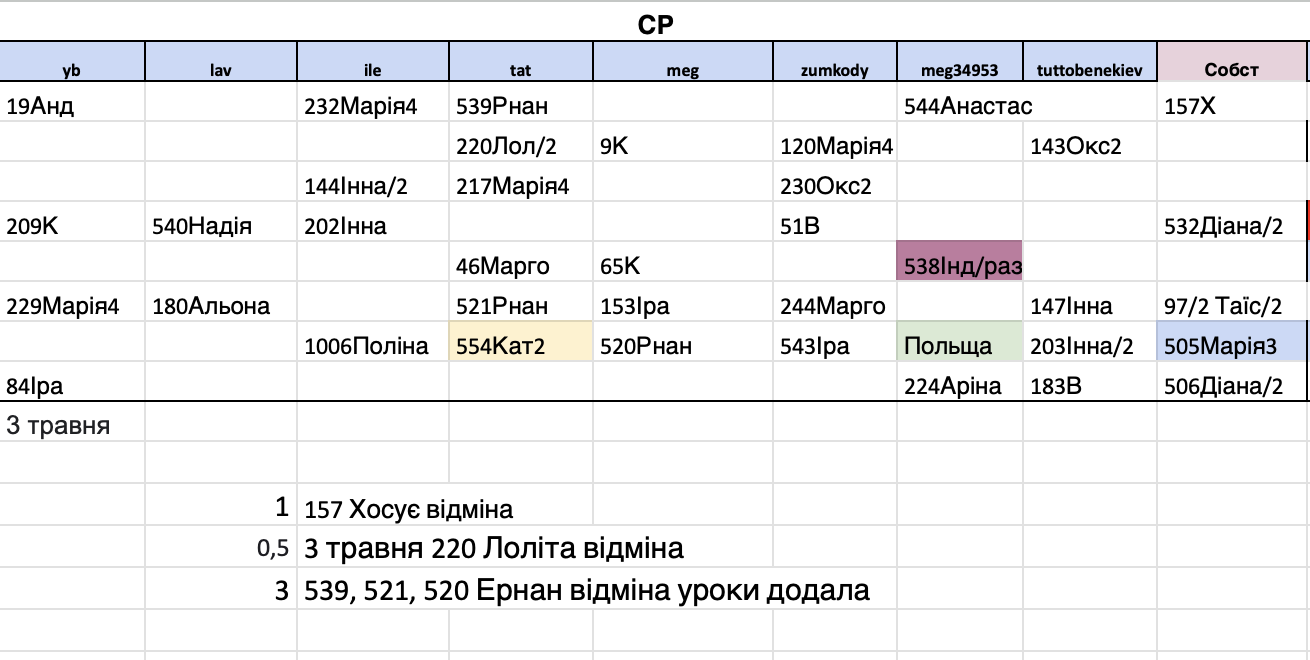 СР
yb lav ile tat meg zumkody meg34953 tuttobenekiev Собст
19Анд 232Марія4 539Рнан 544Анастас 157Х
220Лол/2 9К 120Марія4 143Окс2
144Інна/2 217Марія4 230Окс2
209К 540Надія 202Інна 51В 532Діана/2
46Марго 65К 538Інд/раз
229Марія4 180Альона 521Рнан 153Іра 244Марго 147Інна 97/2 Таїс/2
1006Поліна 554Кат2 520Рнан 543Іра Польща 203Інна/2 505Марія3
84Іра 224Аріна 183В 506Діана/2
3 травня
1 157 Хосує відміна
0,5 3 травня 220 Лоліта відміна
3 539, 521, 520 Ернан відміна уроки додала